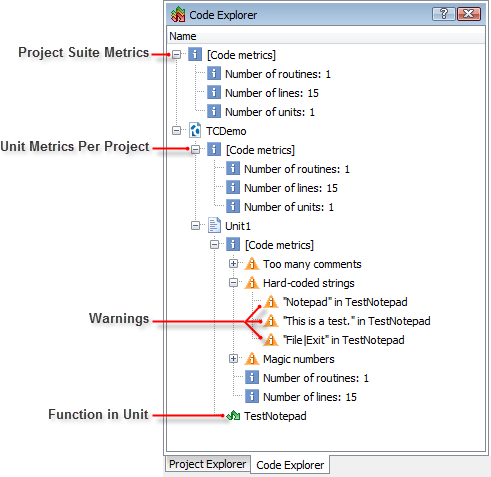 Code Explorer
?
Name
Project Suite Metrics
[Code metrics]
Number of routines: 1
Number of lines: 15
Number of units: 1
TCDemo
Unit Metrics Per Project
[Code metrics]
Number of routines: 1
Number of lines: 15
Number of units: 1
Unit1
[Code metrics]
Too many comments
Hard-coded strings
"Notepad" in TestNotepad
Warnings
"This is a test." in TestNotepad
"File|Exit" in TestNotepad
Magic numbers
Number of routines: 1
Number of lines: 15
Function in Unit
TestNotepad
Project Explorer
Code Explorer